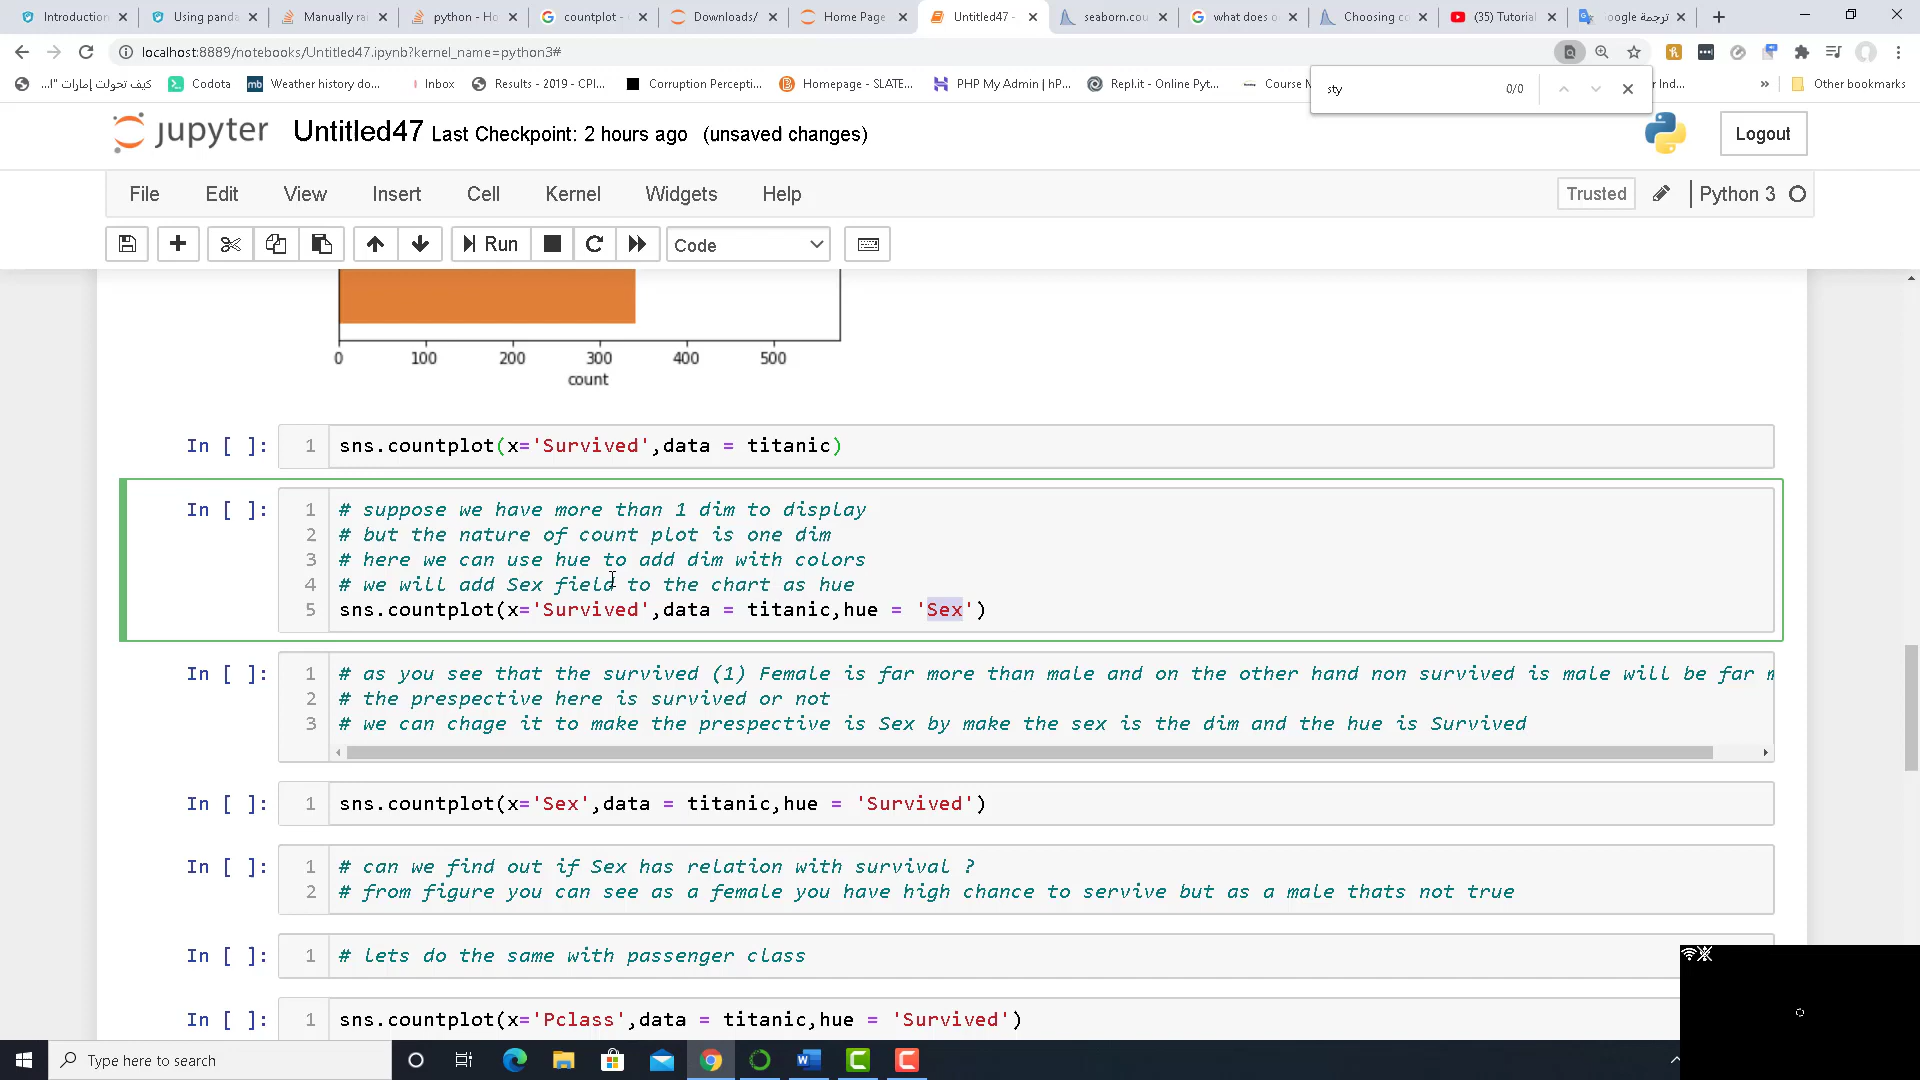 Introduction
Using panda
Manually rai
python - Ho
countplot -
Downloads/
Home Page
Untitled47 -
seaborn.cou
what does o
Choosing co
(35) Tutorial
ترجمة Google
localhost:8889/notebooks/Untitled47.ipynb?kernel_name=python3#
كيف تحولت إمارات "ا...
Codota
mb Weather history do...
Inbox
Results - 2019 - CPI...
Corruption Percepti...
Homepage - SLATE...
PHP My Admin | hP...
Repl.it - Online Pyt...
Course M
r Ind...
»
Other bookmarks
sty 0/0
jupyter Untitled47 Last Checkpoint: 2 hours ago (unsaved changes)
Logout
File Edit View Insert Cell Kernel Widgets Help
Trusted
Python 3
Run
Code
0 100 200 300 400 500
count
In [ ]: 1 sns.countplot(x='Survived',data = titanic)
In [ ]: 1 # suppose we have more than 1 dim to display
2 # but the nature of count plot is one dim
3 # here we can use hue to add dim with colors
4 # we will add Sex field to the chart as hue
5 sns.countplot(x='Survived',data = titanic,hue = 'Sex')
In [ ]: 1 # as you see that the survived (1) Female is far more than male and on the other hand non survived is male will be far m
2 # the prespective here is survived or not
3 # we can chage it to make the prespective is Sex by make the sex is the dim and the hue is Survived
In [ ]: 1 sns.countplot(x='Sex',data = titanic,hue = 'Survived')
In [ ]: 1 # can we find out if Sex has relation with survival ?
2 # from figure you can see as a female you have high chance to servive but as a male thats not true
In [ ]: 1 # lets do the same with passenger class
In [ ]: 1 sns.countplot(x='Pclass',data = titanic,hue = 'Survived')
Type here to search